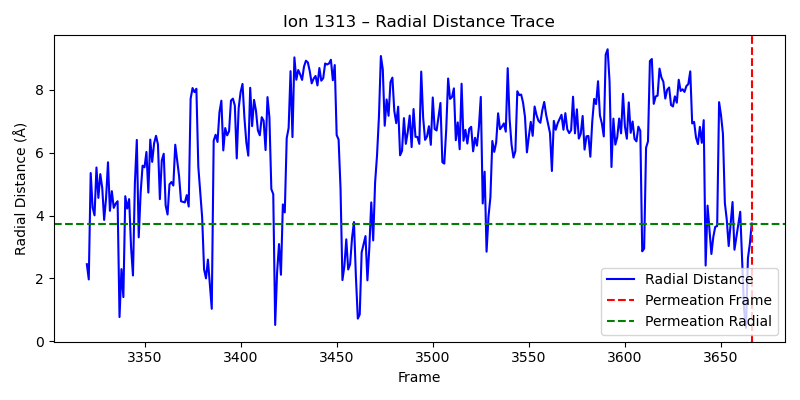 Ion 1313 – Radial Distance Trace
Radial Distance (Å)
8
6
4
2
0
Radial Distance
Permeation Frame
Permeation Radial
3350
3400
3450
3500
3550
3600
3650
Frame